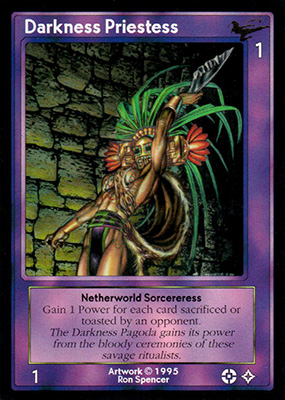 Darkness Priestess
1
Netherworld Sorcereress
Gain 1 Power for each card sacrificed or
toasted by an opponent.
The Darkness Pagoda gains its power
from the bloody ceremonies of these
savage ritualists.
1
Artwork © 1995
Ron Spencer